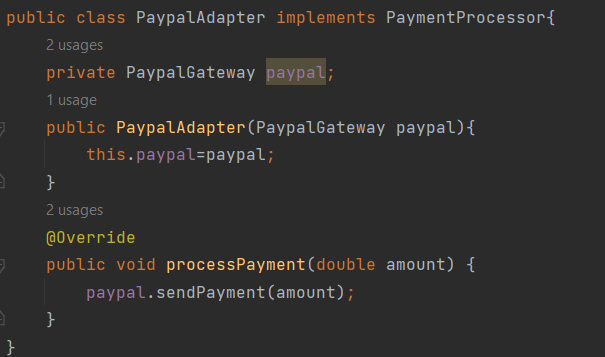 public class PaypalAdapter implements PaymentProcessor{
2 usages
private PaypalGateway paypal;
1 usage
public PaypalAdapter(PaypalGateway paypal){
this.paypal=paypal;
}
2 usages
@Override
public void processPayment(double amount) {
paypal.sendPayment(amount);
}
}